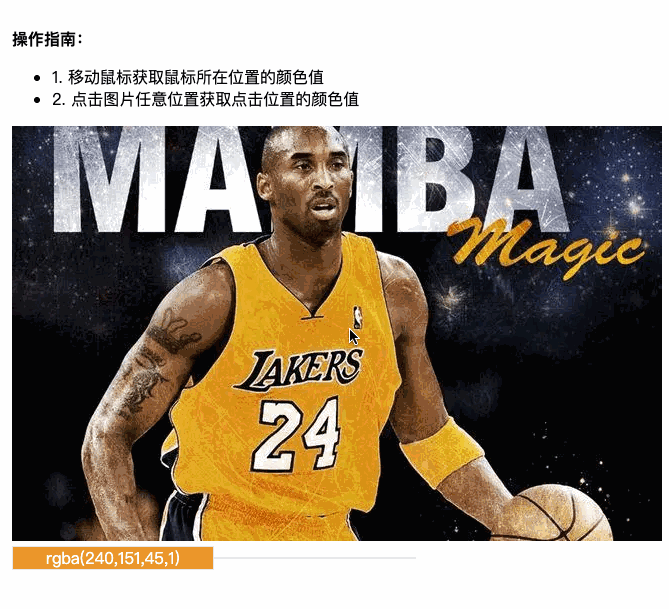 操作指南：
1. 移动鼠标获取鼠标所在位置的颜色值
2. 点击图片任意位置获取点击位置的颜色值
MAMBA
Magic
LAKERS
24
rgba(240,151,45,1)